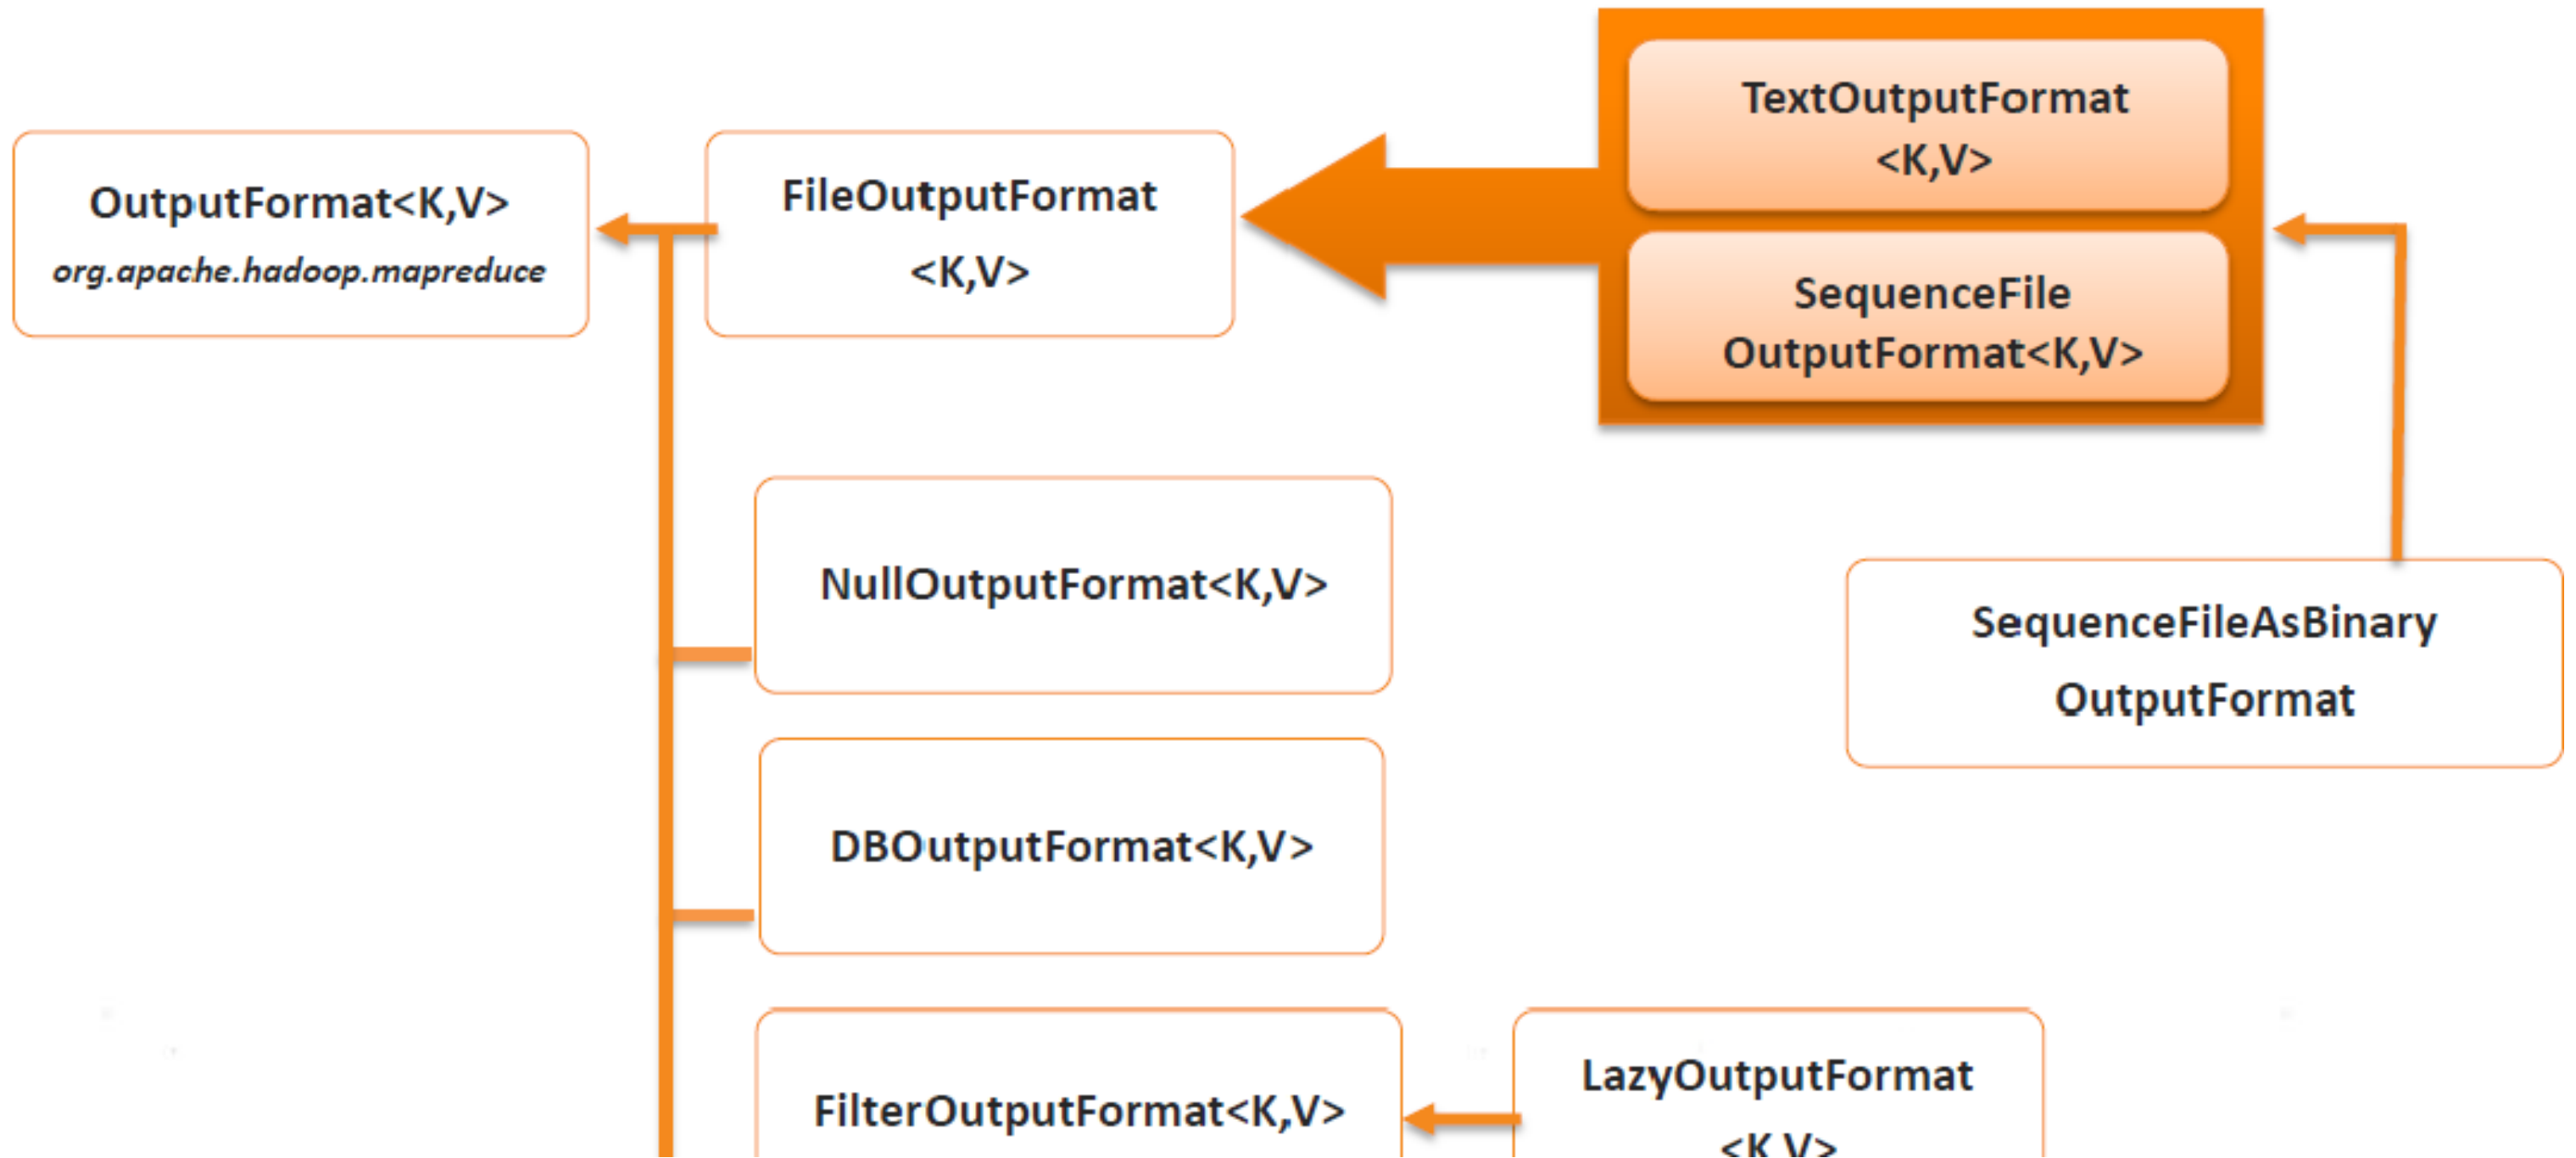 TextOutputFormat
<K,V>
OutputFormat<K,V>
org.apache.hadoop.mapreduce
FileOutputFormat
<K,V>
SequenceFile
OutputFormat<K,V>
NullOutputFormat<K,V>
SequenceFileAsBinary
OutputFormat
DBOutputFormat<K,V>
FilterOutputFormat<K,V>
LazyOutputFormat
<K,V>